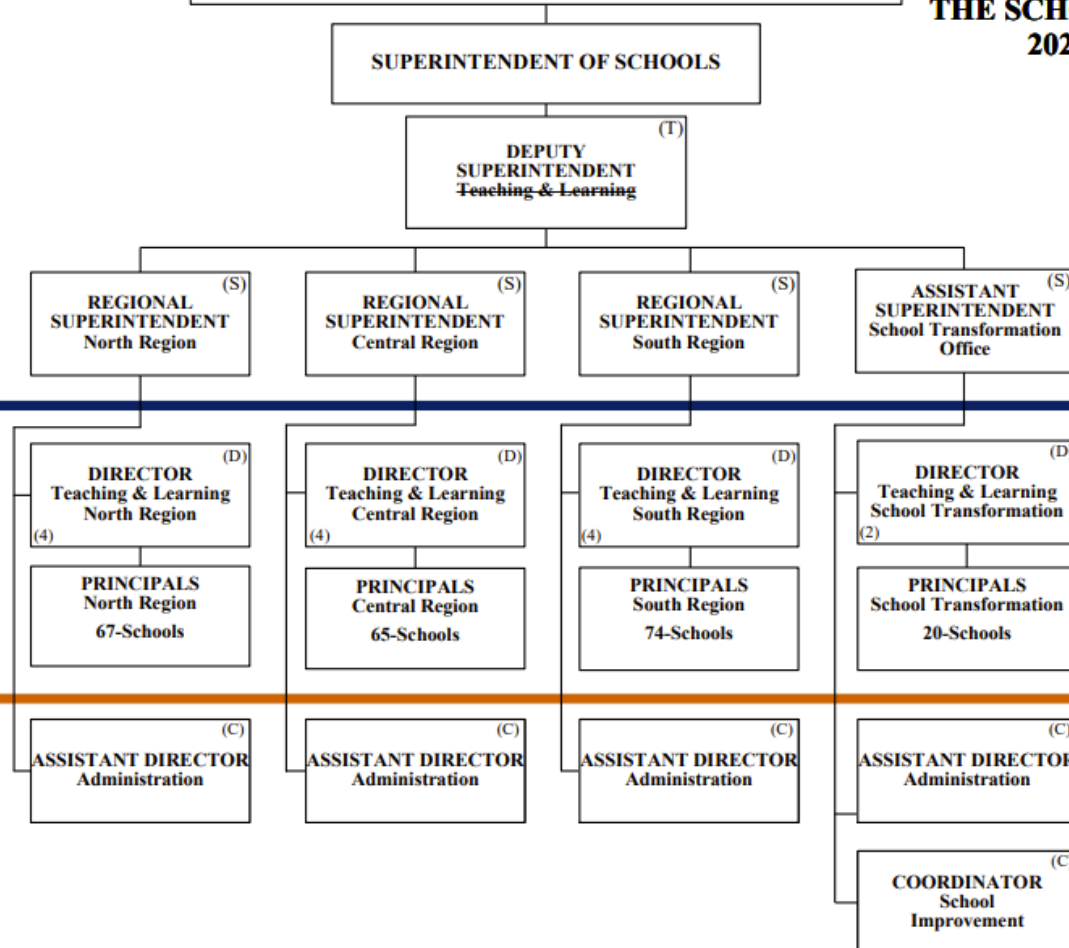 THE SCH
202
SUPERINTENDENT OF SCHOOLS
(T)
DEPUTY
SUPERINTENDENT
Teaching & Learning
(S)
REGIONAL
SUPERINTENDENT
North Region
(S)
REGIONAL
SUPERINTENDENT
Central Region
(S)
REGIONAL
SUPERINTENDENT
South Region
(S)
ASSISTANT
SUPERINTENDENT
School Transformation
Office
(D)
DIRECTOR
Teaching & Learning
North Region
(4)
(D)
DIRECTOR
Teaching & Learning
Central Region
(4)
(D)
DIRECTOR
Teaching & Learning
South Region
(4)
(D
DIRECTOR
Teaching & Learning
School Transformation
(2)
PRINCIPALS
North Region
67-Schools
PRINCIPALS
Central Region
65-Schools
PRINCIPALS
South Region
74-Schools
PRINCIPALS
School Transformation
20-Schools
(C)
ASSISTANT DIRECTOR
Administration
(C)
ASSISTANT DIRECTOR
Administration
(C)
ASSISTANT DIRECTOR
Administration
(C)
ASSISTANT DIRECTOR
Administration
(C
COORDINATOR
School
Improvement